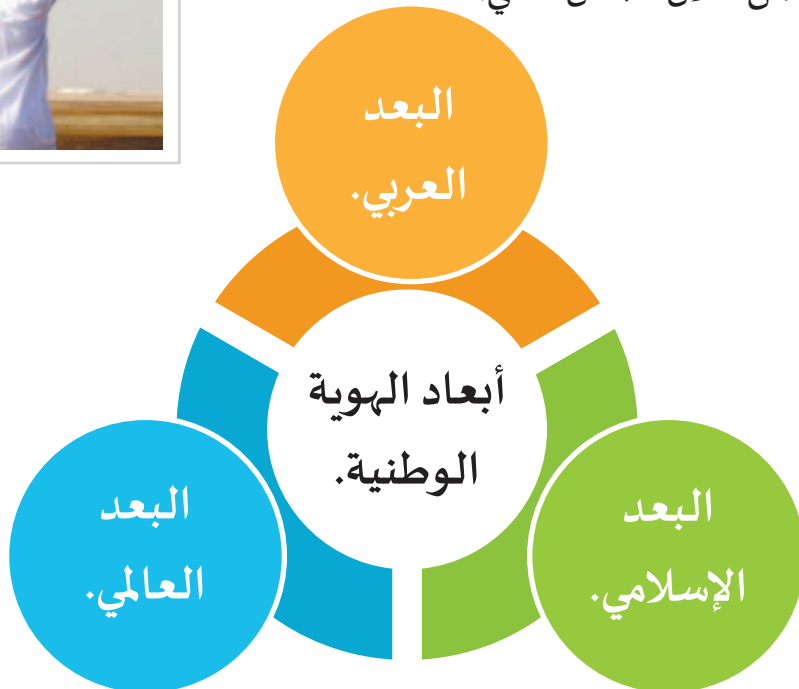 البعد
العربي.
أبعاد الهوية
الوطنية.
البعد
الإسلامي.
البعد
العالمي.